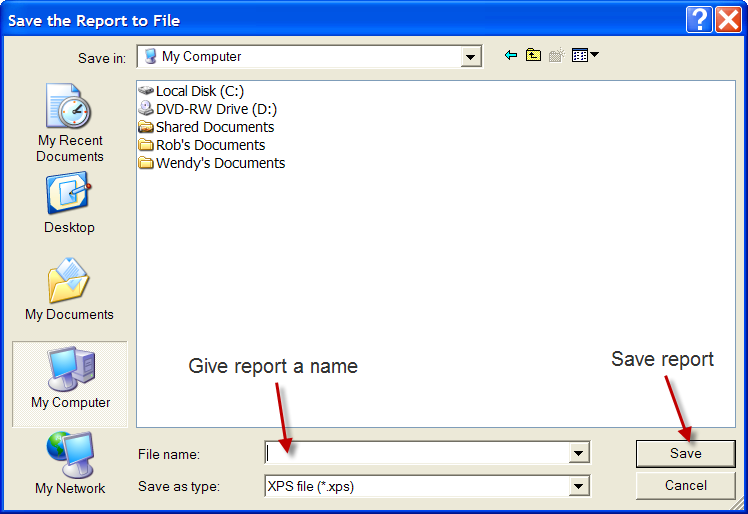 Save the Report to File
Save in:
My Computer
Local Disk (C:)
DVD-RW Drive (D:)
Shared Documents
Rob's Documents
Wendy's Documents
My Recent
Documents
Desktop
My Documents
My Computer
My Network
Give report a name
Save report
File name:
Save
Save as type:
XPS file (*.xps)
Cancel